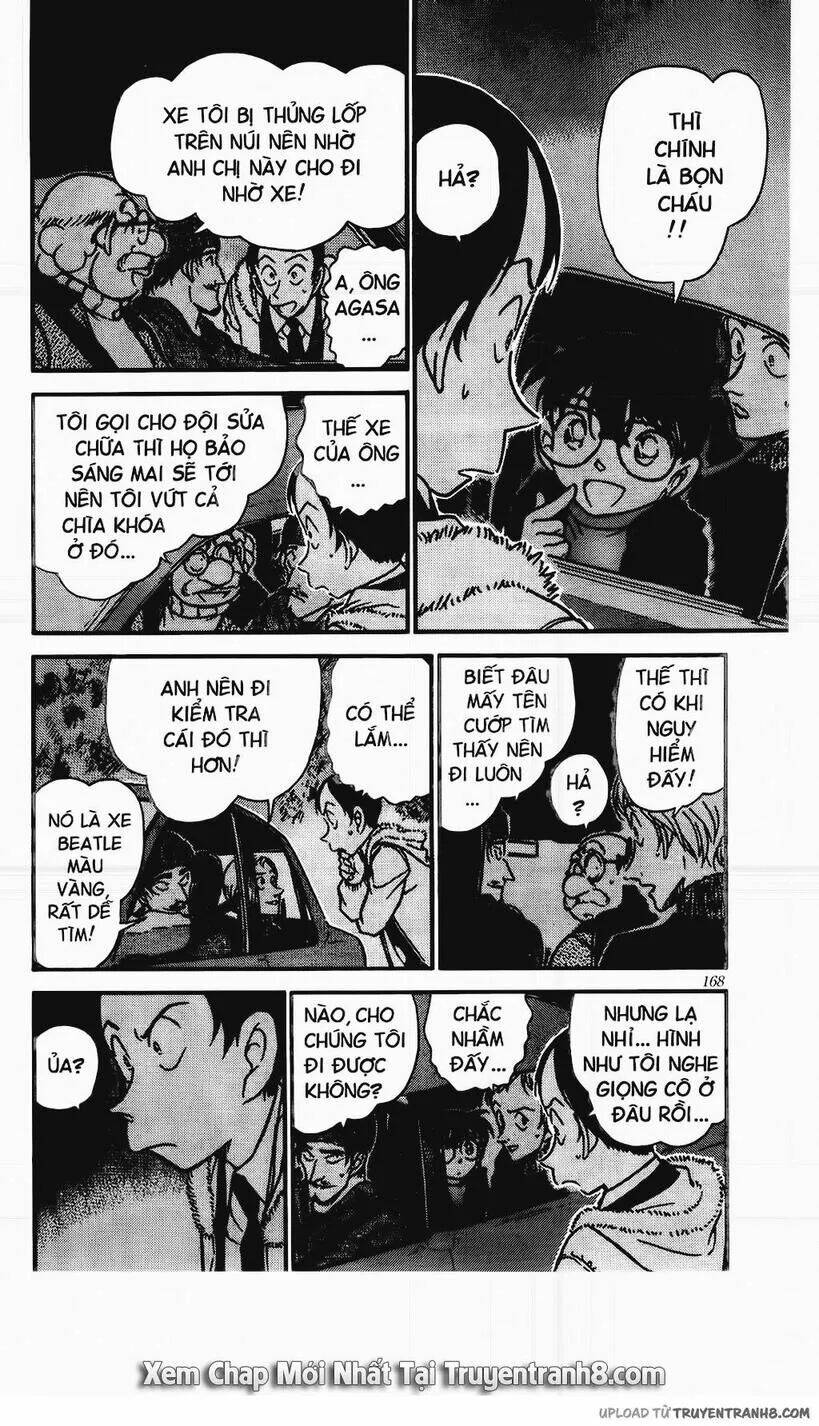 THÌ
CHÍNH
LÀ BỌN
CHÁU
!!
HẢ?
XE TÔI BỊ THỦNG LỐP
TRÊN NÚI NÊN NHỜ
ANH CHỊ NÀY CHO ĐI
NHỜ XE!
A, ÔNG
AGASA
...
THẾ XE
CỦA ÔNG
...
TÔI GỌI CHO ĐỘI SỬA
CHỮA THÌ HỌ BẢO
SÁNG MAI SẼ TỚI
NÊN TÔI VỨT CẢ
CHÌA KHÓA
Ở ĐÓ...
THẾ THÌ
CÓ KHI
NGUY
HIỂM
ĐẤY!
HẢ
?
BIẾT ĐÂU
MẤY TÊN
CƯỚP TÌM
THẤY NÊN
ĐI LUÔN
...
CÓ THỂ
LẮM...
ANH NÊN ĐI
KIỂM TRA
CÁI ĐÓ THÌ
HƠN!
NÓ LÀ XE
BEATLE
MÀU
VÀNG,
RẤT DỄ
TÌM!
168
NHƯNG LẠ
NHỈ... HÌNH
NHƯ TÔI NGHE
GIỌNG CÔ Ở
ĐÂU RỒI...
CHẮC
NHẦM
ĐẤY...
NÀO, CHO
CHÚNG TÔI
ĐI ĐƯỢC
KHÔNG?
ỦA?
Xem Chap Mới Nhất Tại Truyentranh8.com
UPLOAD TỪ TRUYENTRANH8.COM